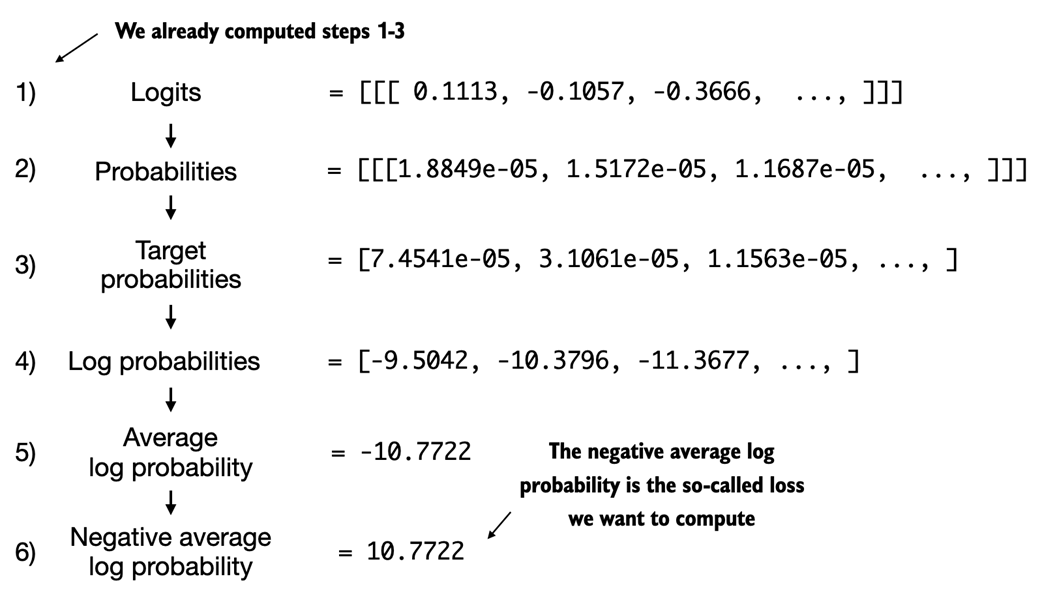 We already computed steps 1-3
1) Logits = [[[ 0.1113, -0.1057, -0.3666, ..., ]]]
2) Probabilities = [[[1.8849e-05, 1.5172e-05, 1.1687e-05, ..., ]]]
3) Target
probabilities = [7.4541e-05, 3.1061e-05, 1.1563e-05, ..., ]
4) Log probabilities = [-9.5042, -10.3796, -11.3677, ..., ]
5) Average
log probability = -10.7722
The negative average log
probability is the so-called loss
we want to compute
6) Negative average
log probability = 10.7722